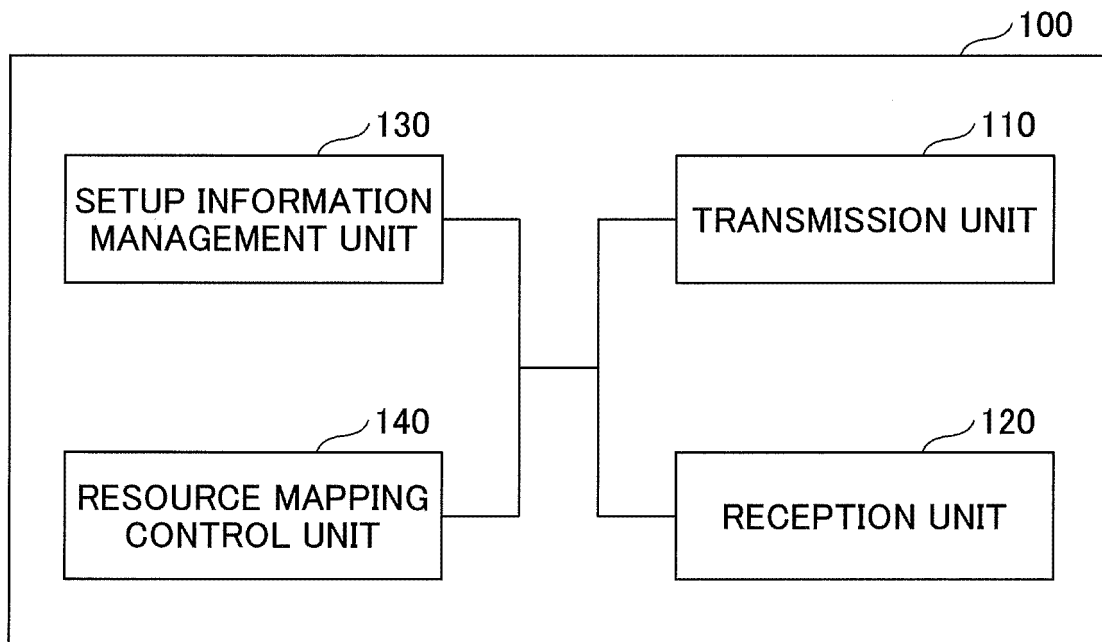 100
130
SETUP INFORMATION
MANAGEMENT UNIT
110
TRANSMISSION UNIT
140
RESOURCE MAPPING
CONTROL UNIT
120
RECEPTION UNIT